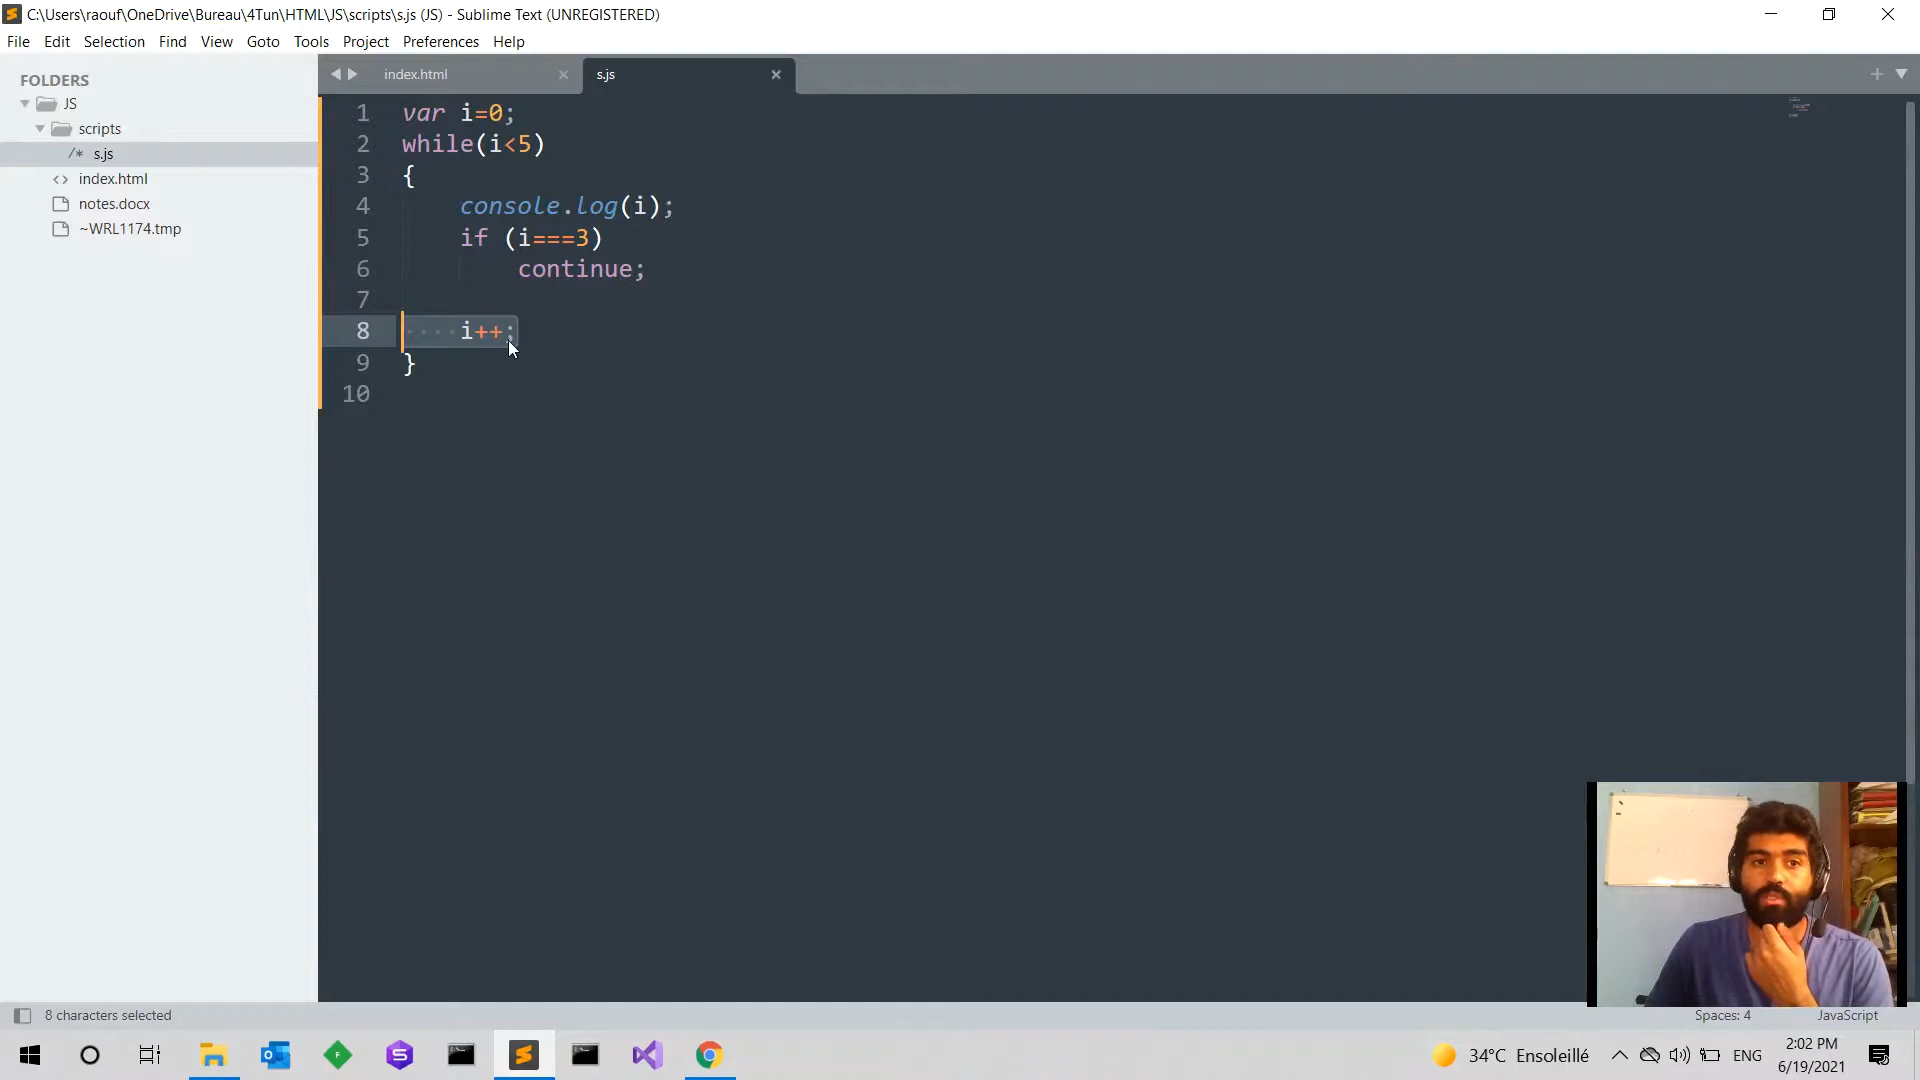 C:\Users\raouf\OneDrive\Bureau\4Tun\HTML\JS\scripts\s.js (JS) - Sublime Text (UNREGISTERED)
File Edit Selection Find View Goto Tools Project Preferences Help
FOLDERS
JS
scripts
/* s.js
<> index.html
notes.docx
~WRL1174.tmp
index.html
s.js
1 var i=0;
2 while(i<5)
3 {
4 console.log(i);
5 if (i===3)
6 continue;
7
8 i++;
9 }
10
8 characters selected
Spaces: 4
JavaScript
34°C Ensoleillé
ENG
2:02 PM
6/19/2021